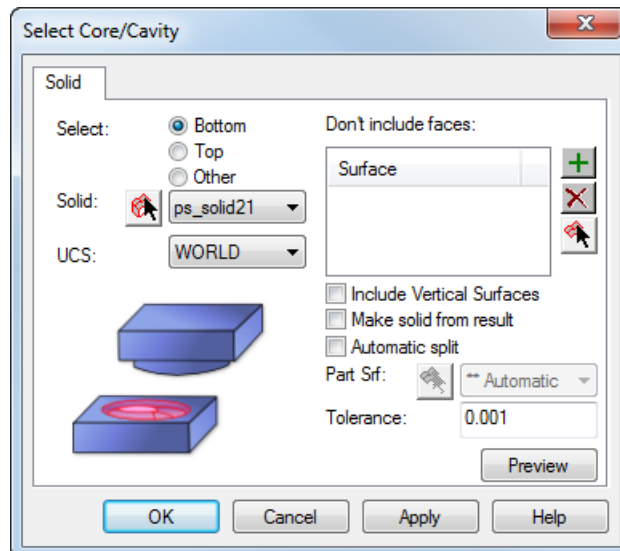 Select Core/Cavity
Solid
Select:
Bottom
Top
Other
Solid:
ps_solid21
UCS:
WORLD
Don't include faces:
Surface
Include Vertical Surfaces
Make solid from result
Automatic split
Part Srf:
** Automatic
Tolerance:
0.001
Preview
OK
Cancel
Apply
Help